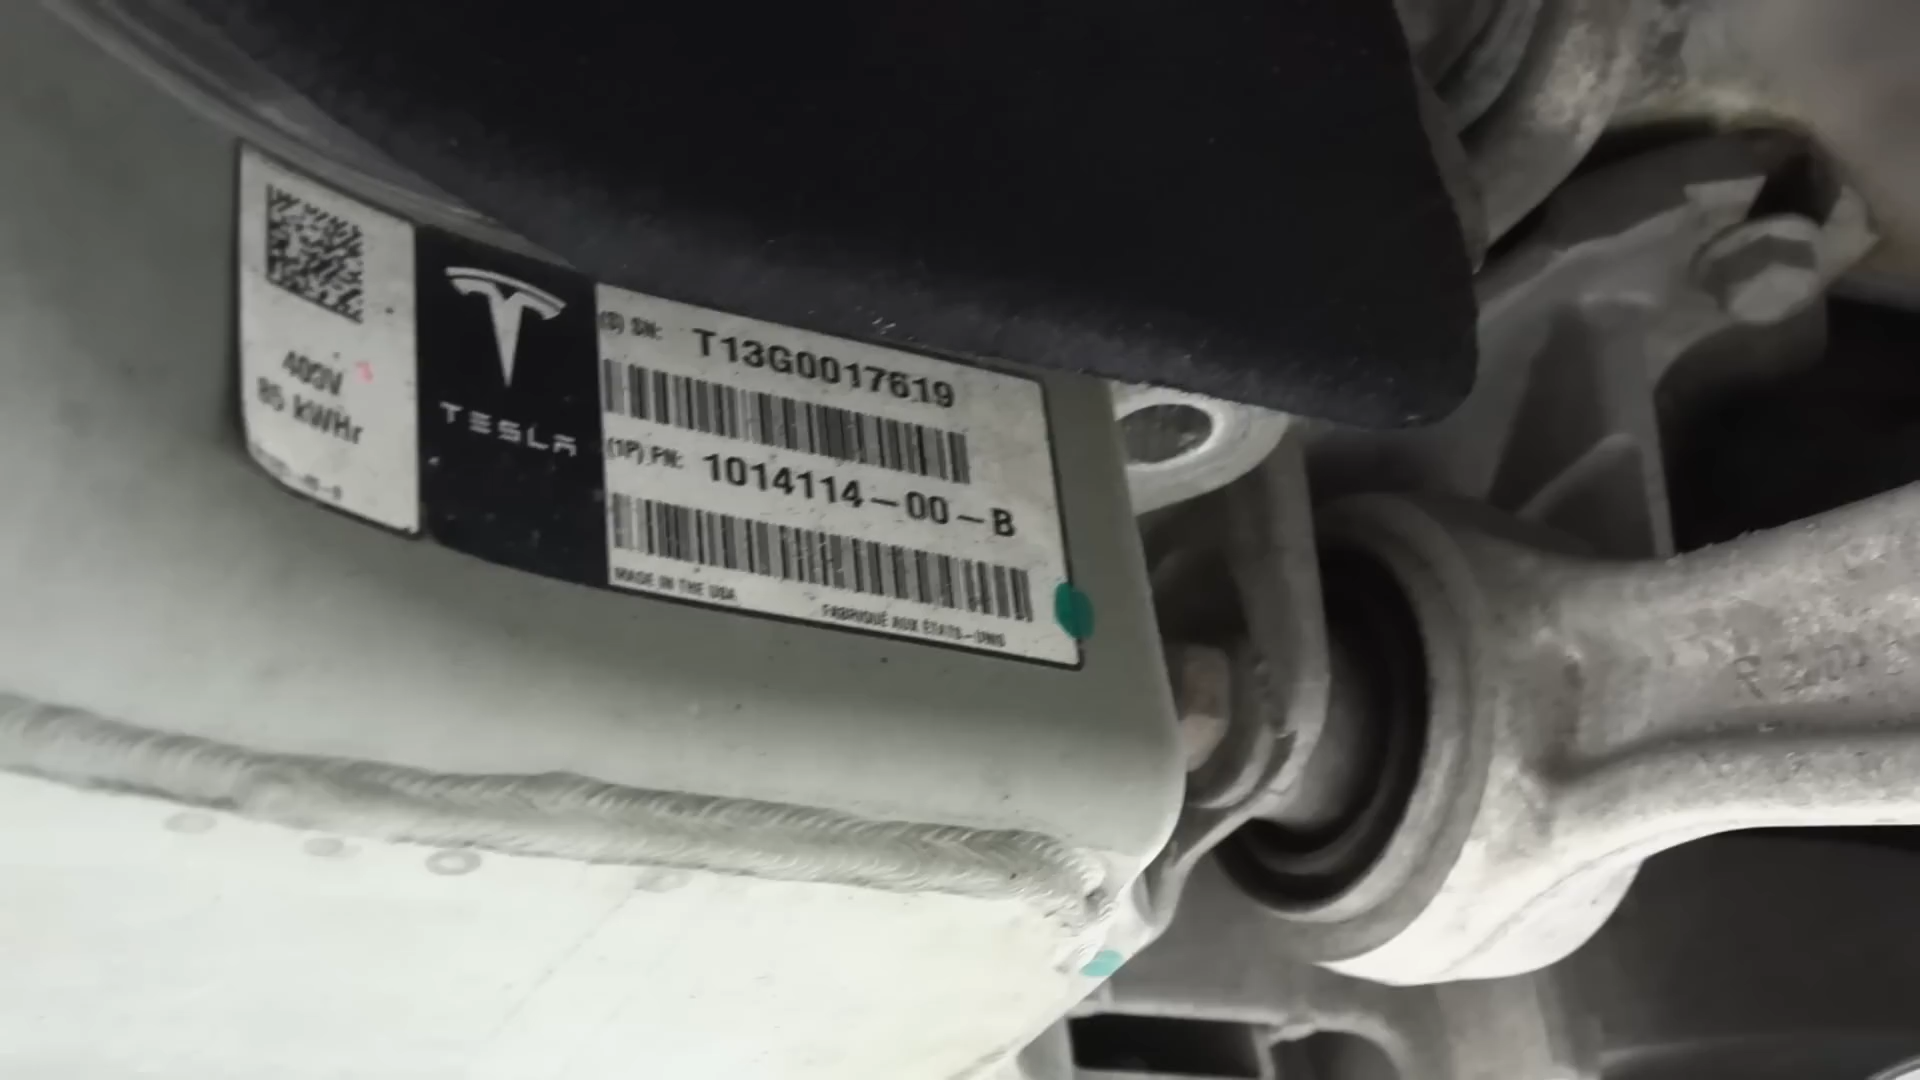 400V
85 kWHr
TESLA
(S) SN: T13G0017619
(1P) PN: 1014114-00-B
MADE IN THE USA
FABRIQUÉ AUX ÉTATS-UNIS